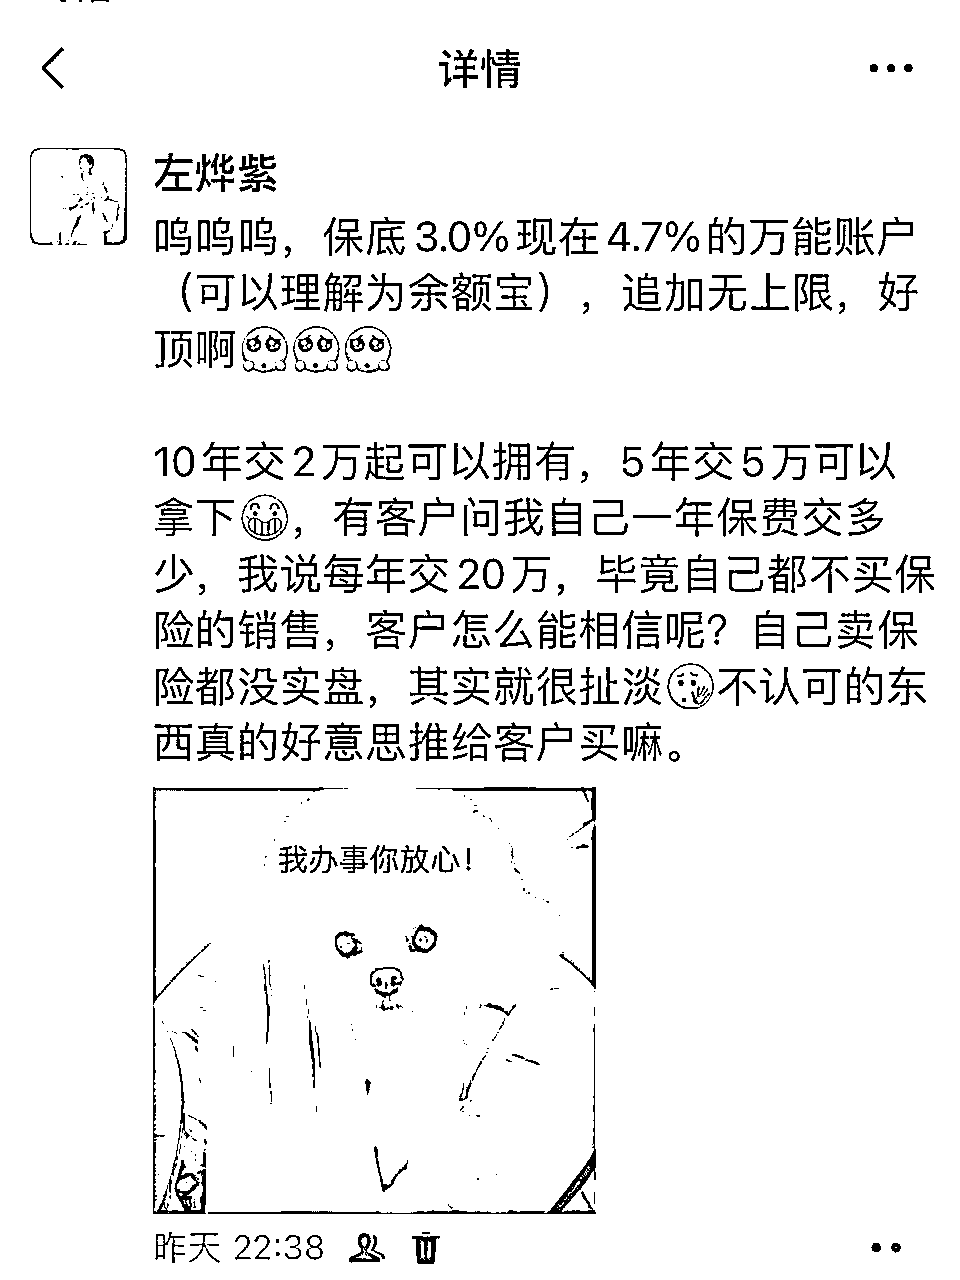 详情
左烨紫
呜呜呜，保底3.0%现在4.7%的万能账户
（可以理解为余额宝），追加无上限，好
顶啊
10年交2万起可以拥有，5年交5万可以
拿下，有客户问我自己一年保费交多
少，我说每年交20万，毕竟自己都不买保
险的销售，客户怎么能相信呢？自己卖保
险都没实盘，其实就很扯淡不认可的东
西真的好意思推给客户买嘛。
我办事你放心！
昨天 22:38